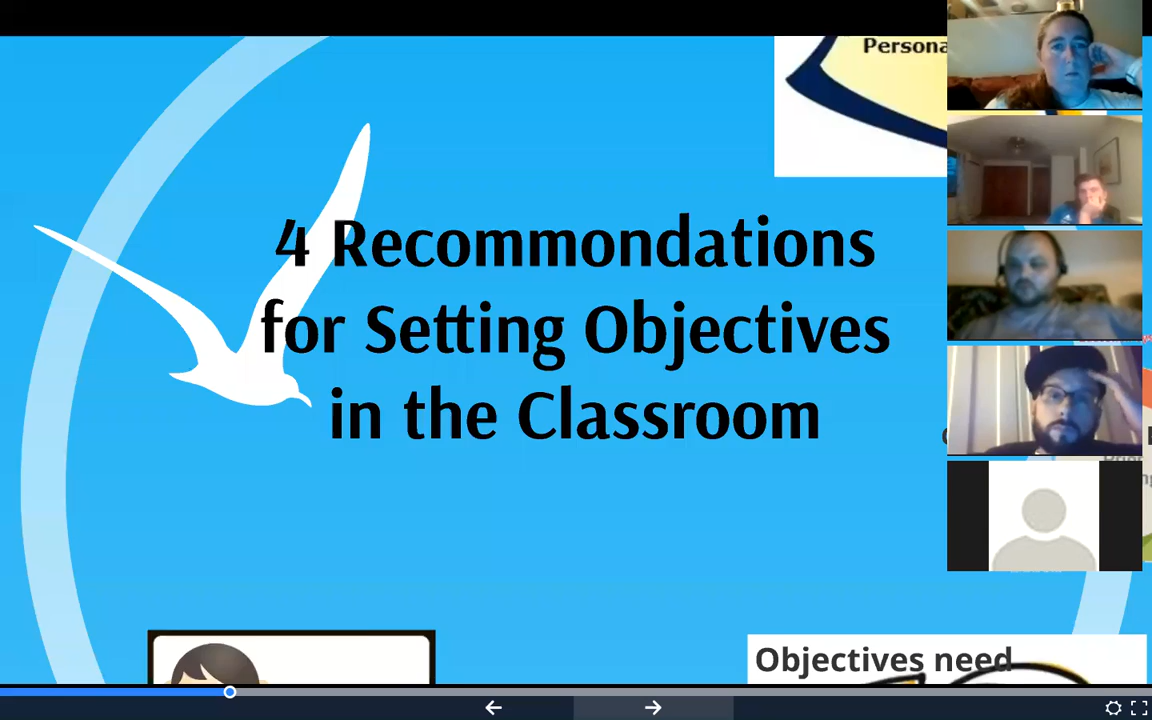 Persona
4 Recommondations
for Setting Objectives
in the Classroom
Objectives need